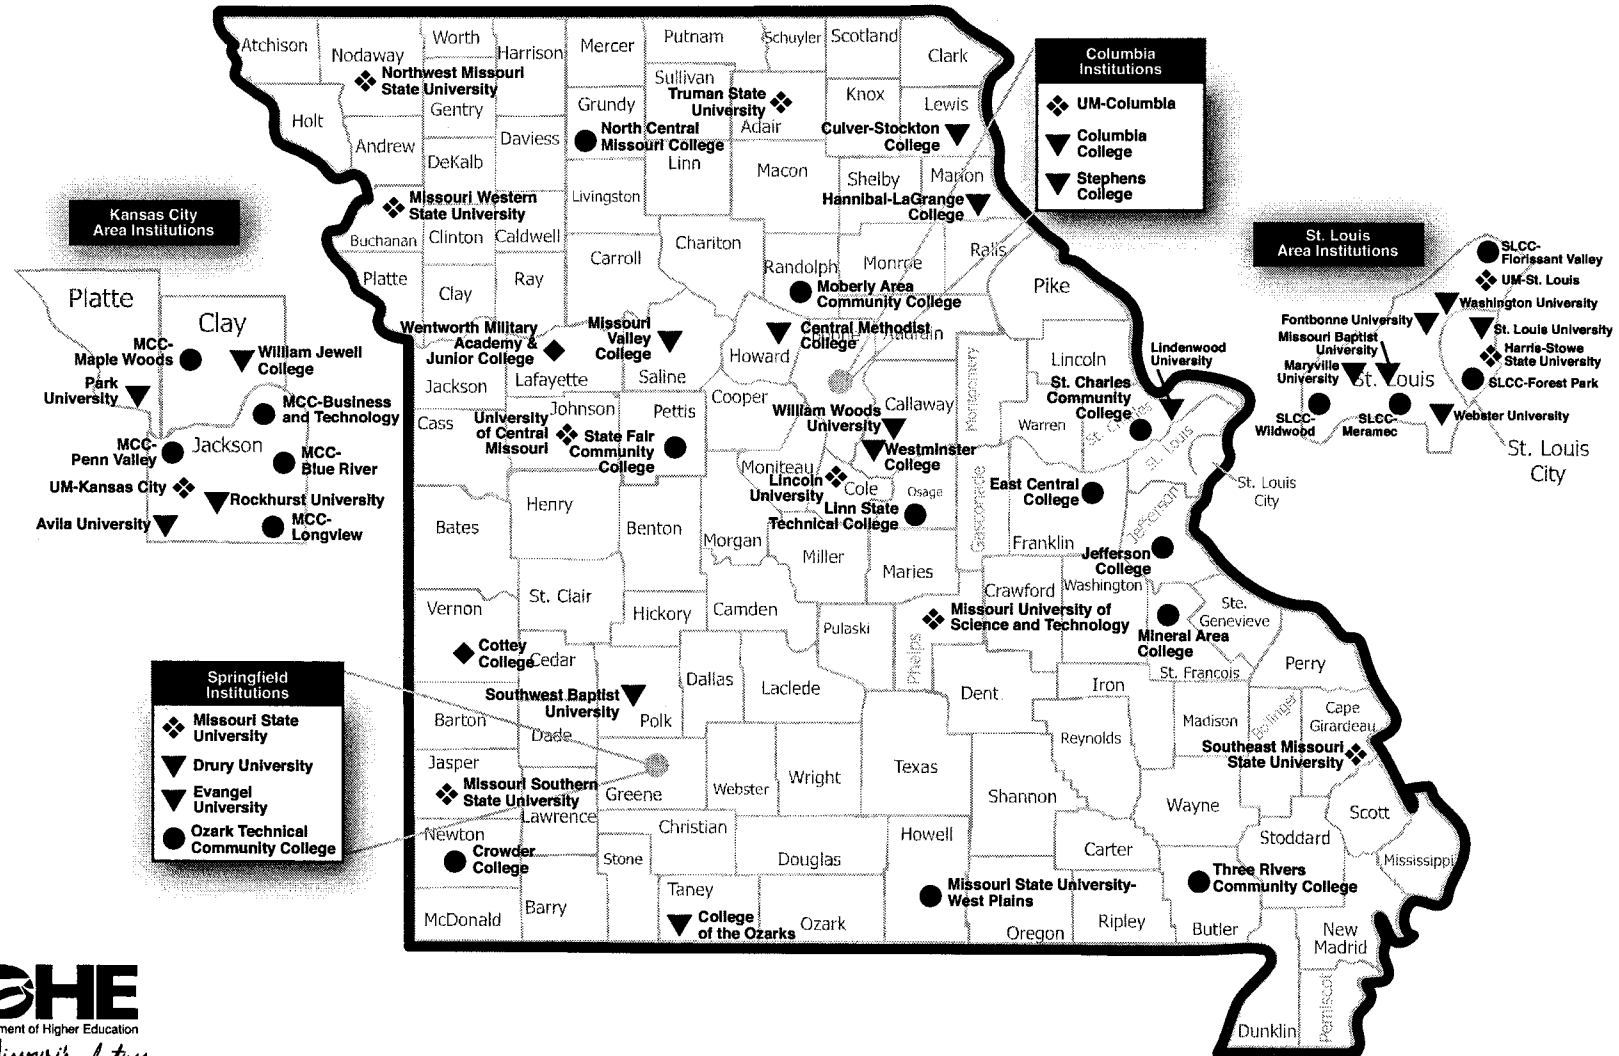 Atchison
Nodaway
Worth
Harrison
Mercer
Putnam
Schuyler
Scotland
Clark
Northwest Missouri
State University
Gentry
Holt
Andrew
DeKalb
Daviess
Grundy
North Central
Missouri College
Sullivan
Truman State
University
Adair
Knox
Lewis
Culver-Stockton
College
Linn
Macon
Shelby
Marion
Hannibal-LaGrange
College
Livingston
Missouri Western
State University
Buchanan
Clinton
Caldwell
Carroll
Chariton
Randolph
Monroe
Ralls
Pike
Platte
Clay
Ray
Moberly Area
Community College
Wentworth Military
Academy &
Junior College
Missouri
Valley
College
Central Methodist
College
Boone
Audrain
Howard
Jackson
Lafayette
Saline
Cooper
Callaway
Montgomery
Lincoln
Lindenwood
University
St. Charles
Community
College
St. Charles
Warren
St. Louis
St. Louis
City
Cass
Johnson
Pettis
University
of Central
Missouri
State Fair
Community
College
William Woods
University
Westminster
College
Moniteau
Lincoln
University
Cole
Osage
Linn State
Technical College
Gasconade
East Central
College
Franklin
Jefferson
Jefferson
College
Bates
Henry
Benton
Morgan
Miller
Maries
Crawford
Washington
Vernon
St. Clair
Hickory
Camden
Pulaski
Phelps
Missouri University of
Science and Technology
Mineral Area
College
Ste.
Genevieve
St. Francois
Perry
Cottey
College
Cedar
Southwest Baptist
University
Polk
Dallas
Laclede
Dent
Iron
Madison
Bollinger
Cape
Girardeau
Southeast Missouri
State University
Barton
Dade
Jasper
Missouri Southern
State University
Lawrence
Greene
Webster
Wright
Texas
Shannon
Reynolds
Wayne
Scott
Stoddard
Mississippi
Newton
Crowder
College
Stone
Christian
Douglas
Howell
Carter
Three Rivers
Community College
McDonald
Barry
Taney
College
of the Ozarks
Ozark
Missouri State University-
West Plains
Oregon
Ripley
Butler
New
Madrid
Dunklin
Pemiscot
Columbia
Institutions
UM-Columbia
Columbia
College
Stephens
College
Kansas City
Area Institutions
Platte
Clay
MCC-
Maple Woods
William Jewell
College
Park
University
MCC-Business
and Technology
MCC-
Penn Valley
Jackson
MCC-
Blue River
UM-Kansas City
Rockhurst University
Avila University
MCC-
Longview
St. Louis
Area Institutions
SLCC-
Florissant Valley
UM-St. Louis
Washington University
Fontbonne University
St. Louis University
Missouri Baptist
University
Harris-Stowe
State University
Maryville
University
St. Louis
SLCC-Forest Park
SLCC-
Wildwood
SLCC-
Meramec
Webster University
St. Louis
City
Springfield
Institutions
Missouri State
University
Drury University
Evangel
University
Ozark Technical
Community College
HE
ment of Higher Education